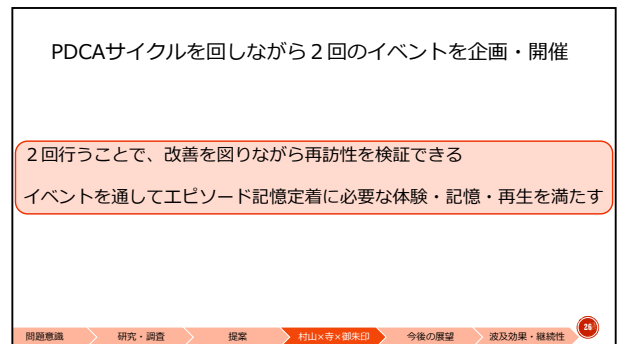 PDCAサイクルを回しながら２回のイベントを企画・開催
２回行うことで、改善を図りながら再訪性を検証できる
イベントを通してエピソード記憶定着に必要な体験・記憶・再生を満たす
問題意識 研究・調査 提案 村山×寺×御朱印 今後の展望 波及効果・継続性 26